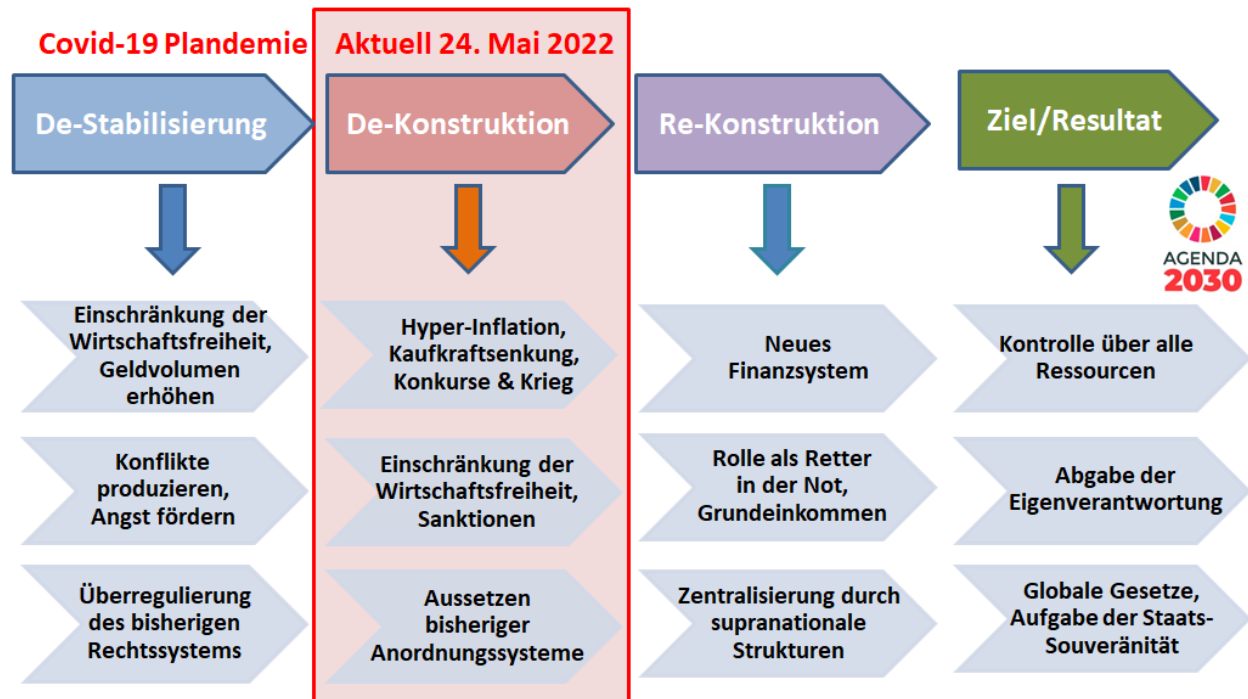 Covid-19 Plandemie
Aktuell 24. Mai 2022
De-Stabilisierung
De-Konstruktion
Re-Konstruktion
Ziel/Resultat
AGENDA
2030
Einschränkung der
Wirtschaftsfreiheit,
Geldvolumen
erhöhen
Hyper-Inflation,
Kaufkraftsenkung,
Konkurse & Krieg
Neues
Finanzsystem
Kontrolle über alle
Ressourcen
Konflikte
produzieren,
Angst fördern
Einschränkung der
Wirtschaftsfreiheit,
Sanktionen
Rolle als Retter
in der Not,
Grundeinkommen
Abgabe der
Eigenverantwortung
Überregulierung
des bisherigen
Rechtssystems
Aussetzen
bisheriger
Anordnungssysteme
Zentralisierung durch
supranationale
Strukturen
Globale Gesetze,
Aufgabe der Staats-
Souveränität